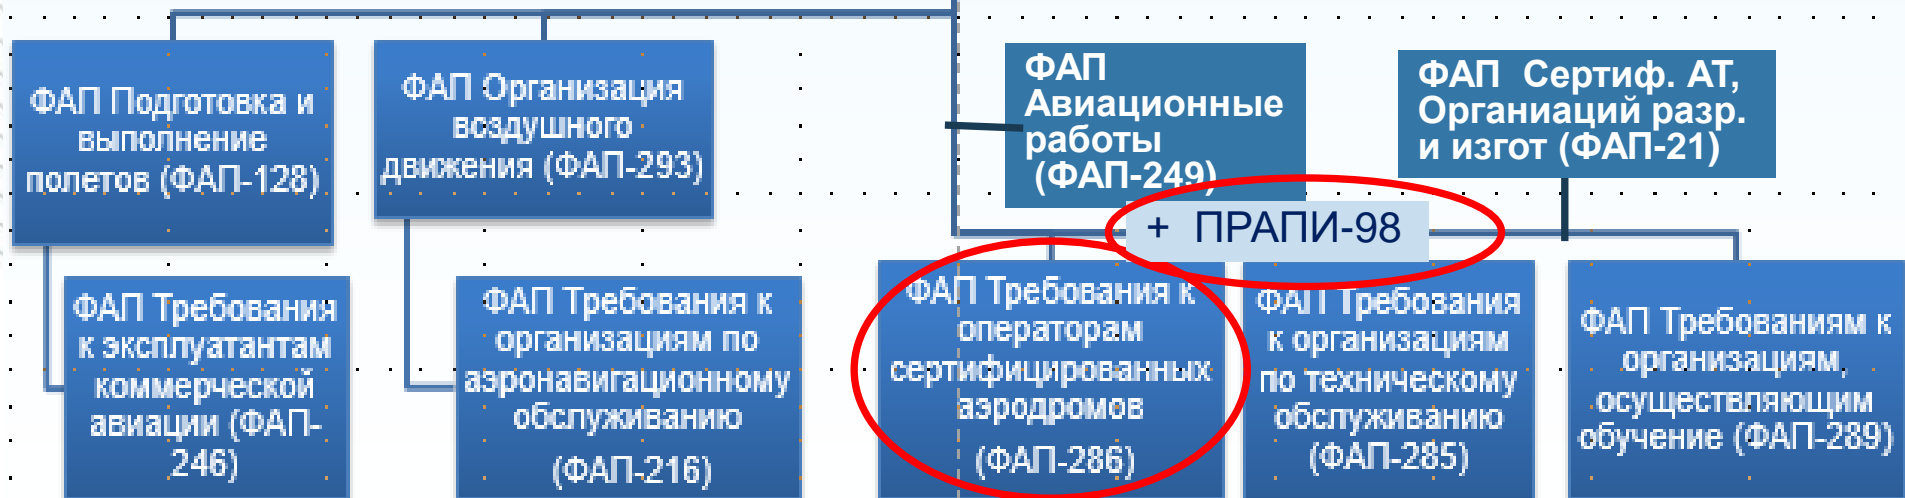 ФАП Подготовка и
выполнение
полетов (ФАП-128)
ФАП Организация
воздушного
движения (ФАП-293)
ФАП
Авиационные
работы
(ФАП-249)
ФАП Сертиф. АТ,
Органиаций разр.
и изгот (ФАП-21)
+ ПРАПИ-98
ФАП Требования
к эксплуатантам
коммерческой
авиации (ФАП-
246)
ФАП Требования к
организациям по
аэронавигационному
обслуживанию
(ФАП-216)
ФАП Требования к
операторам
сертифицированных
аэродромов
(ФАП-286)
ФАП Требования
к организациям
по техническому
обслуживанию
(ФАП-285)
ФАП Требованиям к
организациям,
осуществляющим
обучение (ФАП-289)